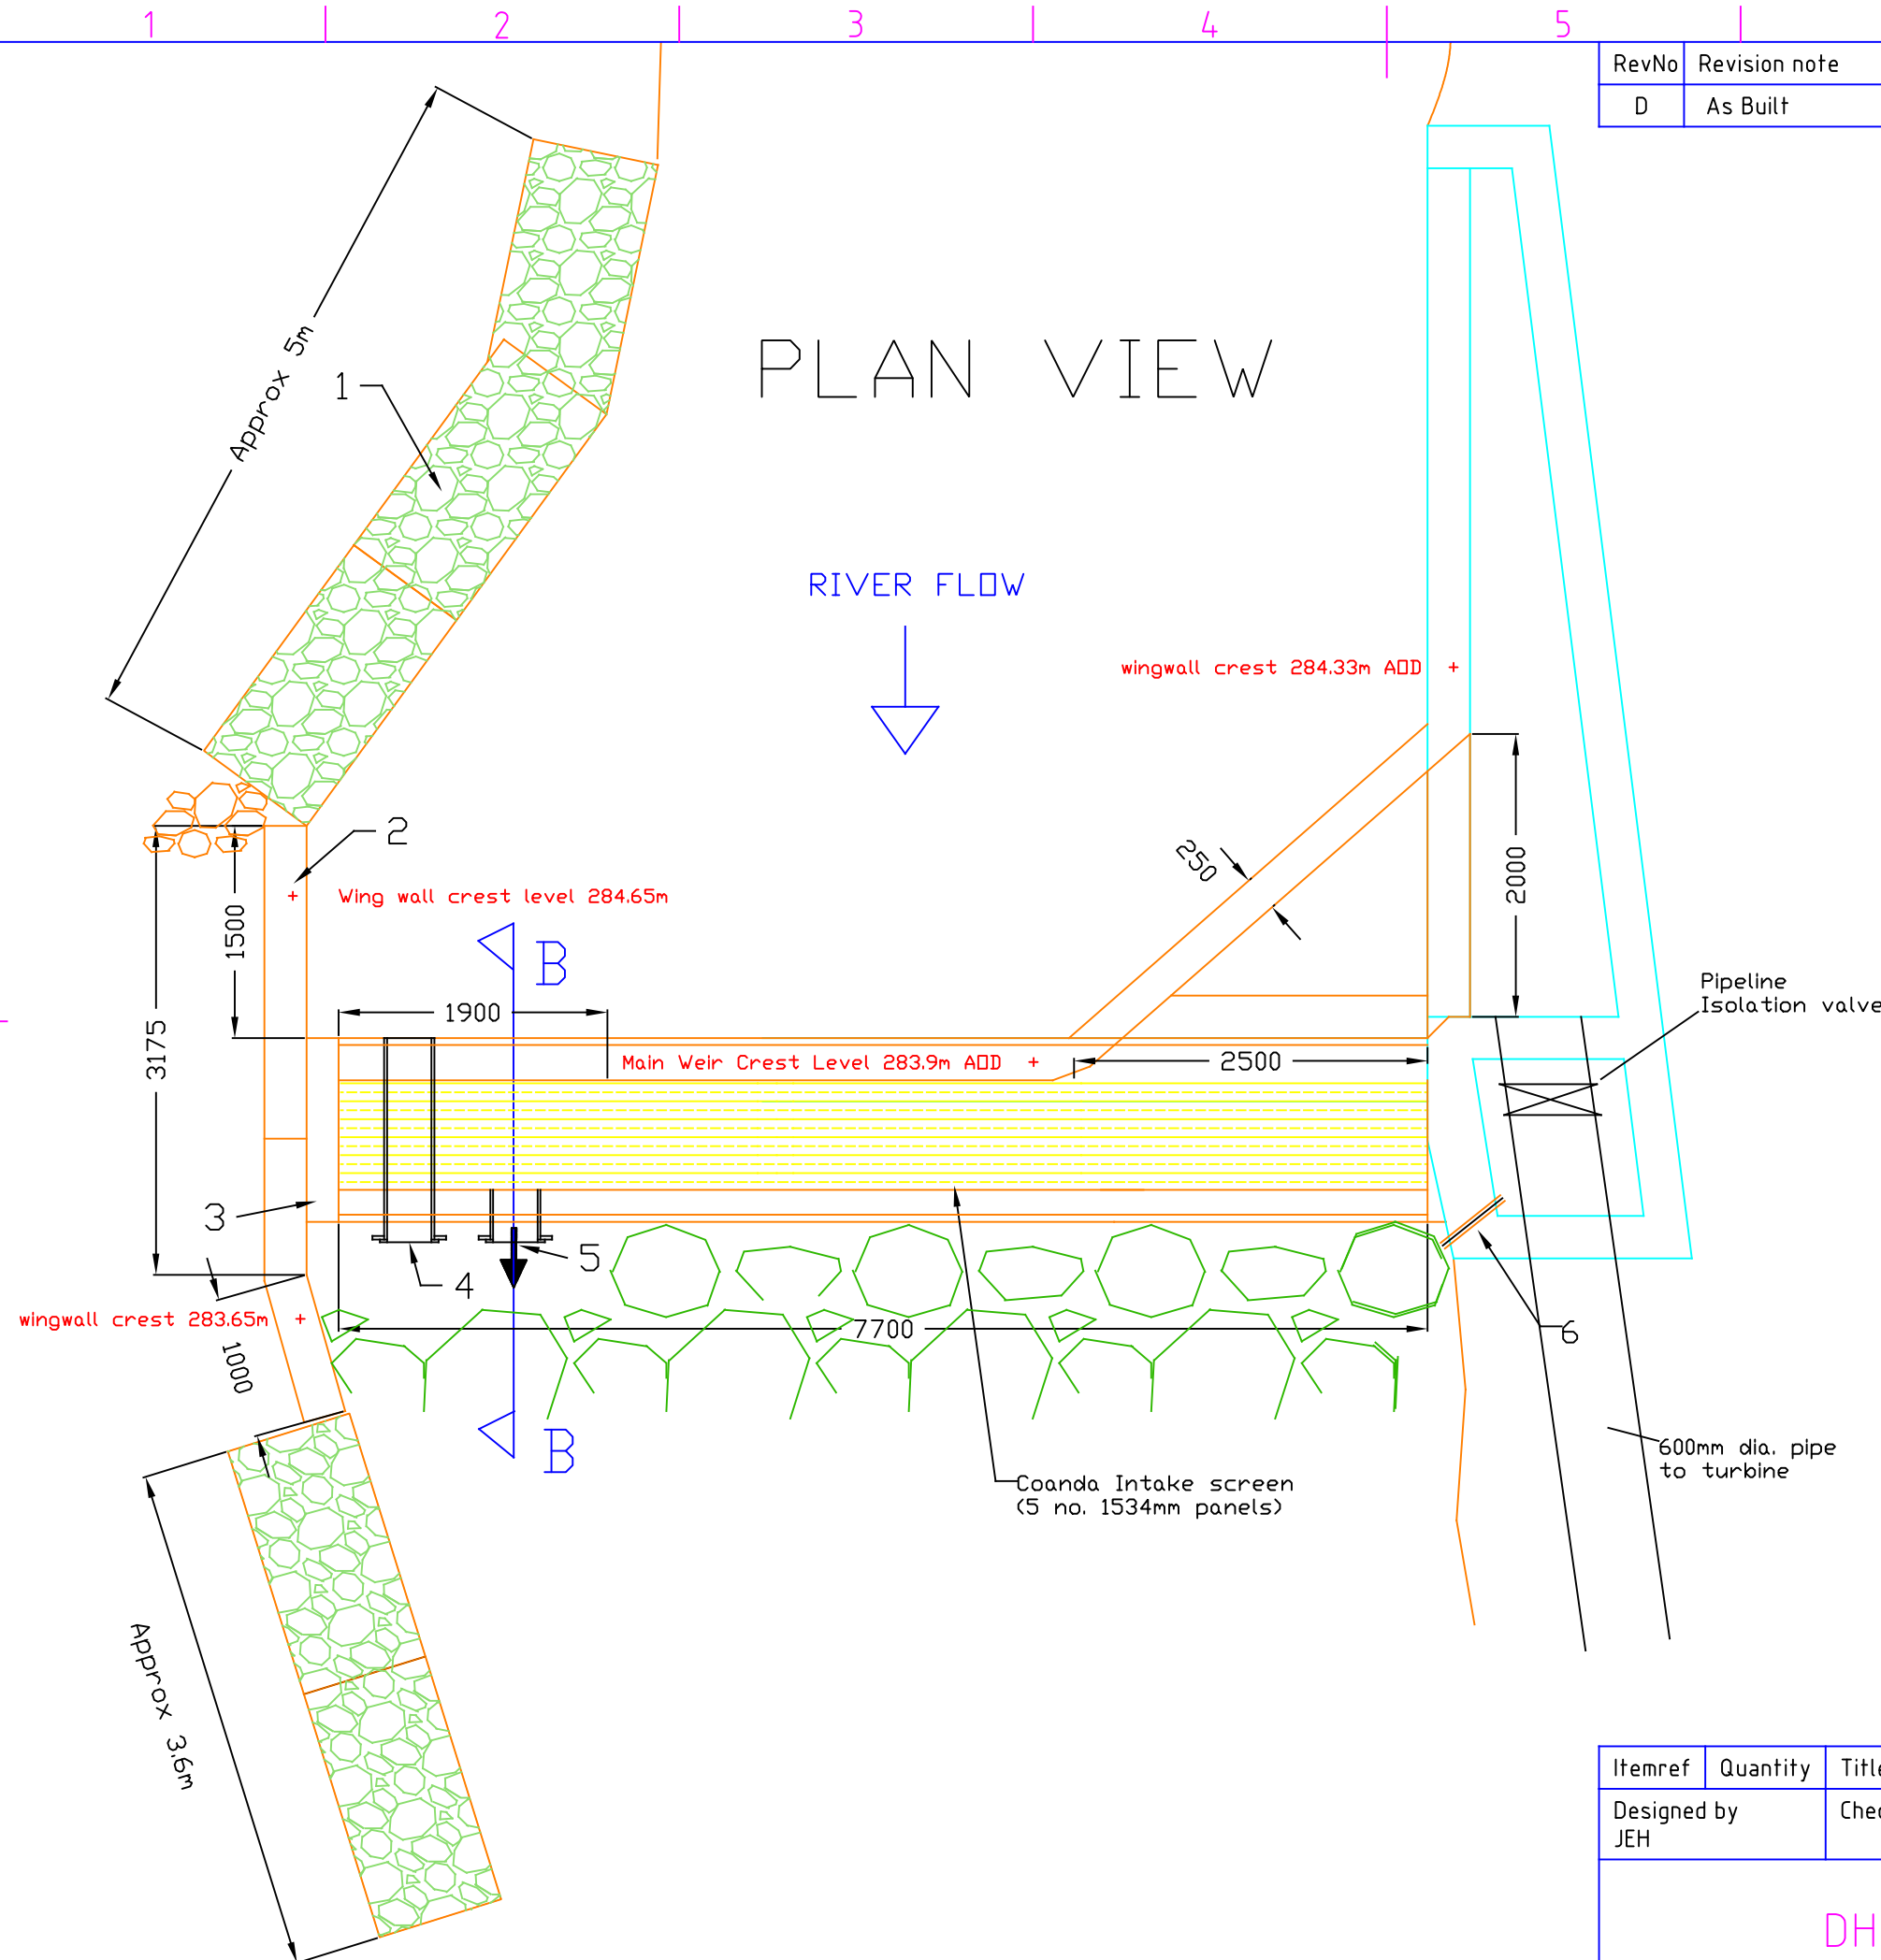 1 2 3 4 5
RevNo Revision note
D As Built
Approx 5m
1
PLAN VIEW
RIVER FLOW
wingwall crest 284.33m AOD +
2
+ Wing wall crest level 284.65m
1500
250
2000
B
Pipeline
Isolation valve
1900
3175
Main Weir Crest Level 283.9m AOD +
2500
3
4
5
wingwall crest 283.65m +
7700
6
1000
B
600mm dia. pipe
to turbine
Coanda Intake screen
(5 no. 1534mm panels)
Approx 3.6m
Itemref Quantity
Designed by
JEH
DH